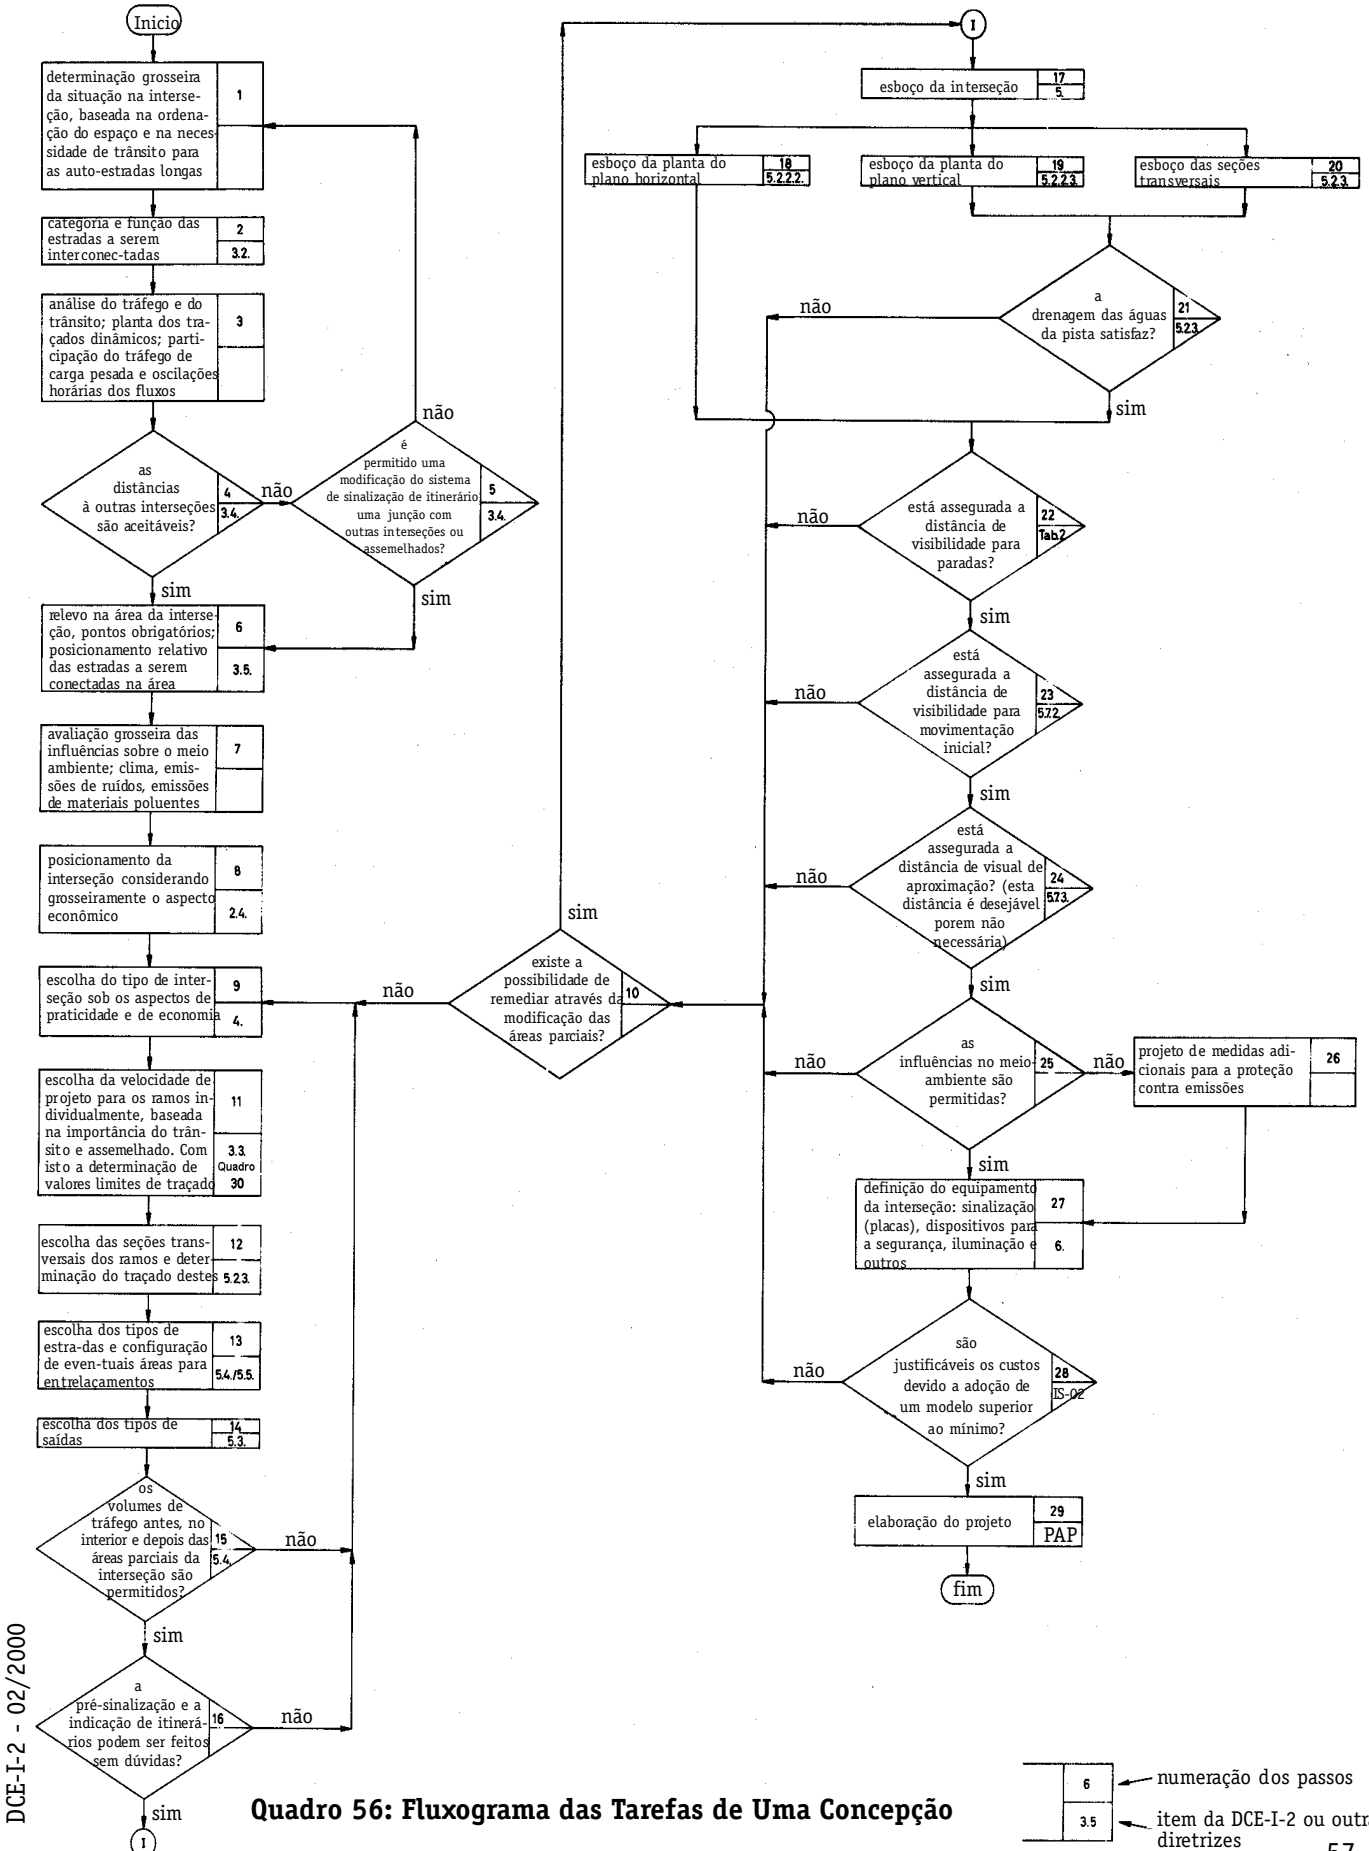 Inicio
determinação grosseira
da situação na interse-
ção, baseada na ordena-
ção do espaço e na neces-
sidade de trânsito para
as auto-estradas longas
1
categoria e função das
estradas a serem
interconec-tadas
2
3.2.
análise do tráfego e do
trânsito; planta dos tra-
çados dinâmicos; parti-
cipação do tráfego de
carga pesada e oscilações
horárias dos fluxos
3
as
distâncias
à outras interseções
são aceitáveis?
4
3.4.
não
sim
é
permitido uma
modificação do sistema
de sinalização de itinerário
uma junção com
outras interseções ou
assemelhados?
5
3.4.
não
sim
relevo na área da interse-
ção, pontos obrigatórios;
posicionamento relativo
das estradas a serem
conectadas na área
6
3.5.
avaliação grosseira das
influências sobre o meio
ambiente; clima, emis-
sões de ruídos, emissões
de materiais poluentes
7
posicionamento da
interseção considerando
grosseiramente o aspecto
econômico
8
2.4.
escolha do tipo de inter-
seção sob os aspectos de
praticidade e de economia
9
4.
não
existe a
possibilidade de
remediar através da
modificação das
áreas parciais?
10
sim
escolha da velocidade de
projeto para os ramos in-
dividualmente, baseada
na importância do trân-
sito e assemelhado. Com
isto a determinação de
valores limites de traçado
11
3.3.
Quadro
30
escolha das seções trans-
versais dos ramos e deter-
minação do traçado destes
12
5.2.3.
escolha dos tipos de
estra-das e configuração
de even-tuais áreas para
entrelaçamentos
13
5.4./5.5.
escolha dos tipos de
saídas
14
5.3.
os
volumes de
tráfego antes, no
interior e depois das
áreas parciais da
interseção são
permitidos?
15
5.4.
não
sim
a
pré-sinalização e a
indicação de itinerá-
rios podem ser feitos
sem dúvidas?
16
não
sim
I
I
esboço da interseção
17
5.
esboço da planta do
plano horizontal
18
5.2.2.2.
esboço da planta do
plano vertical
19
5.2.2.3.
esboço das seções
transversais
20
5.2.3.
a
drenagem das águas
da pista satisfaz?
21
5.2.3.
não
sim
está assegurada a
distância de
visibilidade para
paradas?
22
Tab.2
não
sim
está
assegurada a
distância de
visibilidade para
movimentação
inicial?
23
5.7.2.
não
sim
está
assegurada a
distância de visual de
aproximação? (esta
distância é desejável
porem não
necessária)
24
5.7.3.
não
sim
as
influências no meio-
ambiente são
permitidas?
25
não
não
sim
projeto de medidas adi-
cionais para a proteção
contra emissões
26
definição do equipamento
da interseção: sinalização
(placas), dispositivos para
a segurança, iluminação e
outros
27
6.
são
justificáveis os custos
devido a adoção de
um modelo superior
ao mínimo?
28
IS-02
não
sim
elaboração do projeto
29
PAP
fim
DCE-I-2 - 02/2000
Quadro 56: Fluxograma das Tarefas de Uma Concepção
6
numeração dos passos
3.5
item da DCE-I-2 ou outr
diretrizes